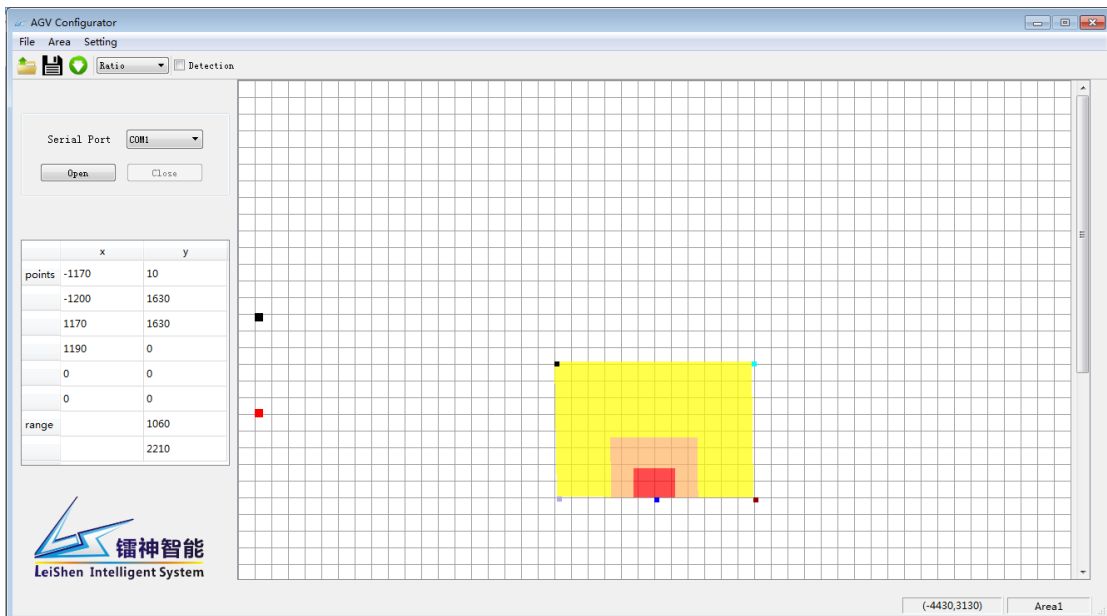 AGV Configurator
File Area Setting
Ratio Detection
Serial Port COM1
Open Close
x y
points -1170 10
-1200 1630
1170 1630
1190 0
0 0
0 0
range 1060
2210
镭神智能
LeiShen Intelligent System
(-4430,3130) Area1